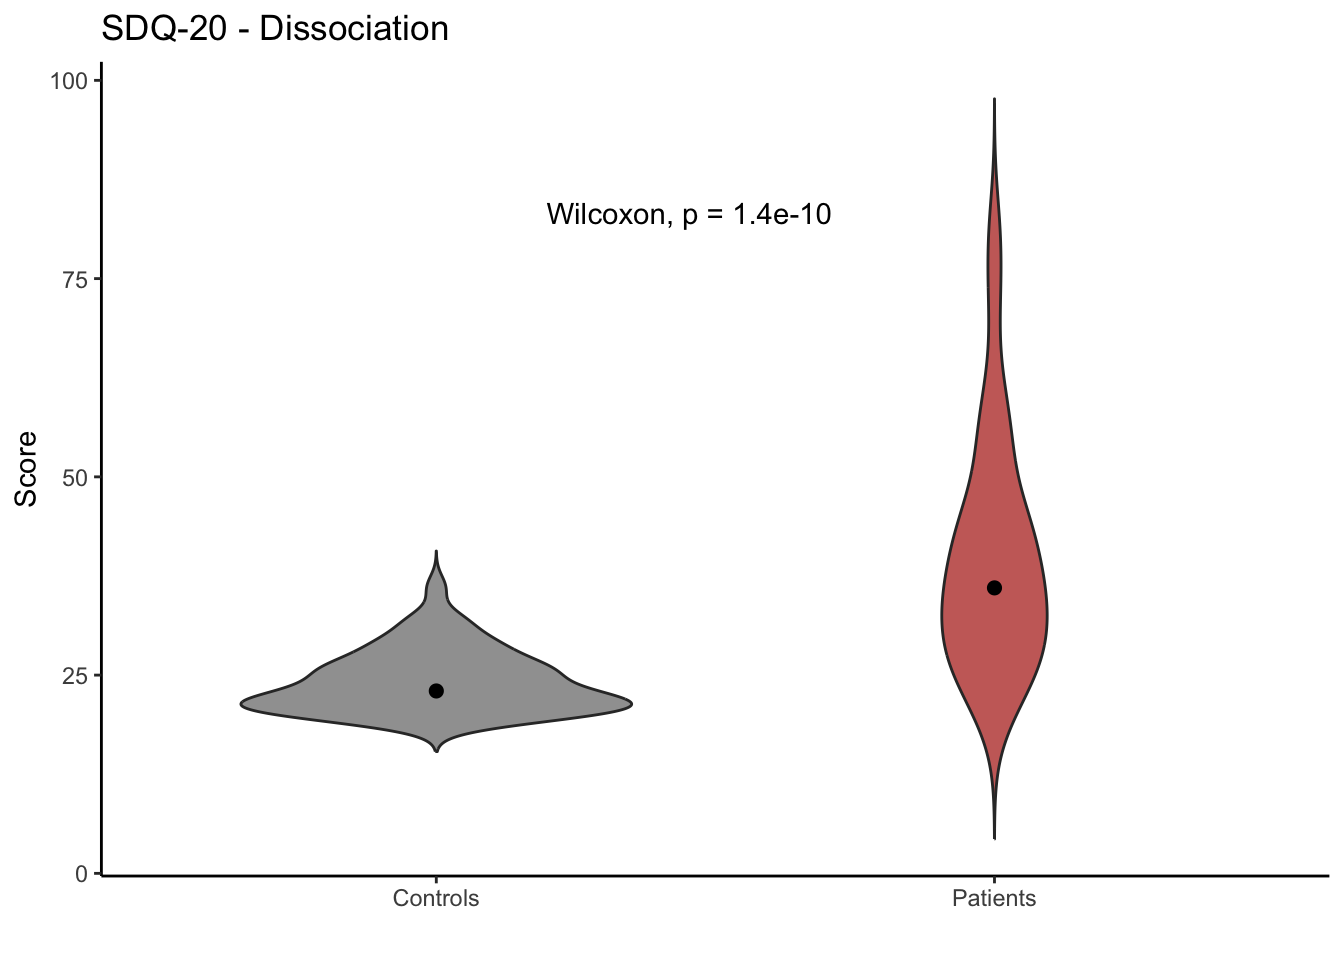 SDQ-20 - Dissociation
100
75
50
25
0
Score
Wilcoxon, p = 1.4e-10
Controls
Patients